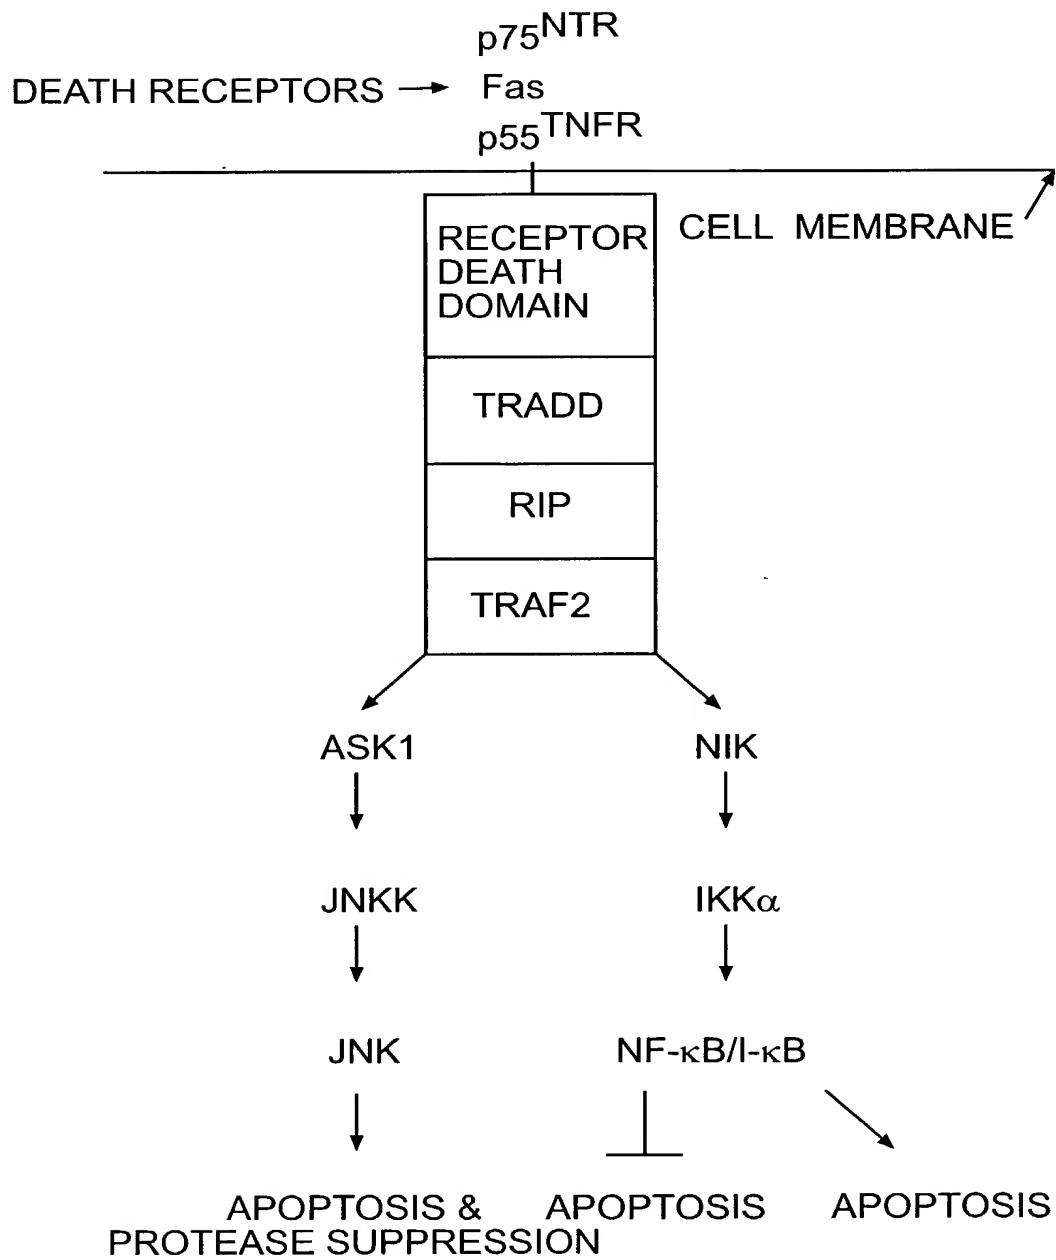 p75NTR
DEATH RECEPTORS → Fas
p55TNFR
CELL MEMBRANE
RECEPTOR
DEATH
DOMAIN
TRADD
RIP
TRAF2
ASK1 NIK
JNKK IKKα
JNK NF-κB/I-κB
APOPTOSIS & APOPTOSIS APOPTOSIS
PROTEASE SUPPRESSION